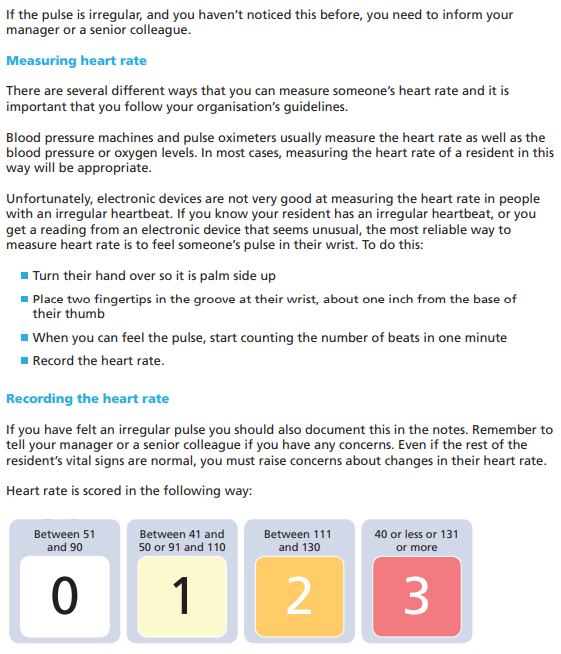 If the pulse is irregular, and you haven’t noticed this before, you need to inform your
manager or a senior colleague.
Measuring heart rate
There are several different ways that you can measure someone’s heart rate and it is
important that you follow your organisation’s guidelines.
Blood pressure machines and pulse oximeters usually measure the heart rate as well as the
blood pressure or oxygen levels. In most cases, measuring the heart rate of a resident in this
way will be appropriate.
Unfortunately, electronic devices are not very good at measuring the heart rate in people
with an irregular heartbeat. If you know your resident has an irregular heartbeat, or you
get a reading from an electronic device that seems unusual, the most reliable way to
measure heart rate is to feel someone’s pulse in their wrist. To do this:
Turn their hand over so it is palm side up
Place two fingertips in the groove at their wrist, about one inch from the base of
their thumb
When you can feel the pulse, start counting the number of beats in one minute
Record the heart rate.
Recording the heart rate
If you have felt an irregular pulse you should also document this in the notes. Remember to
tell your manager or a senior colleague if you have any concerns. Even if the rest of the
resident’s vital signs are normal, you must raise concerns about changes in their heart rate.
Heart rate is scored in the following way:
Between 51
and 90
0
Between 41 and
50 or 91 and 110
1
Between 111
and 130
2
40 or less or 131
or more
3